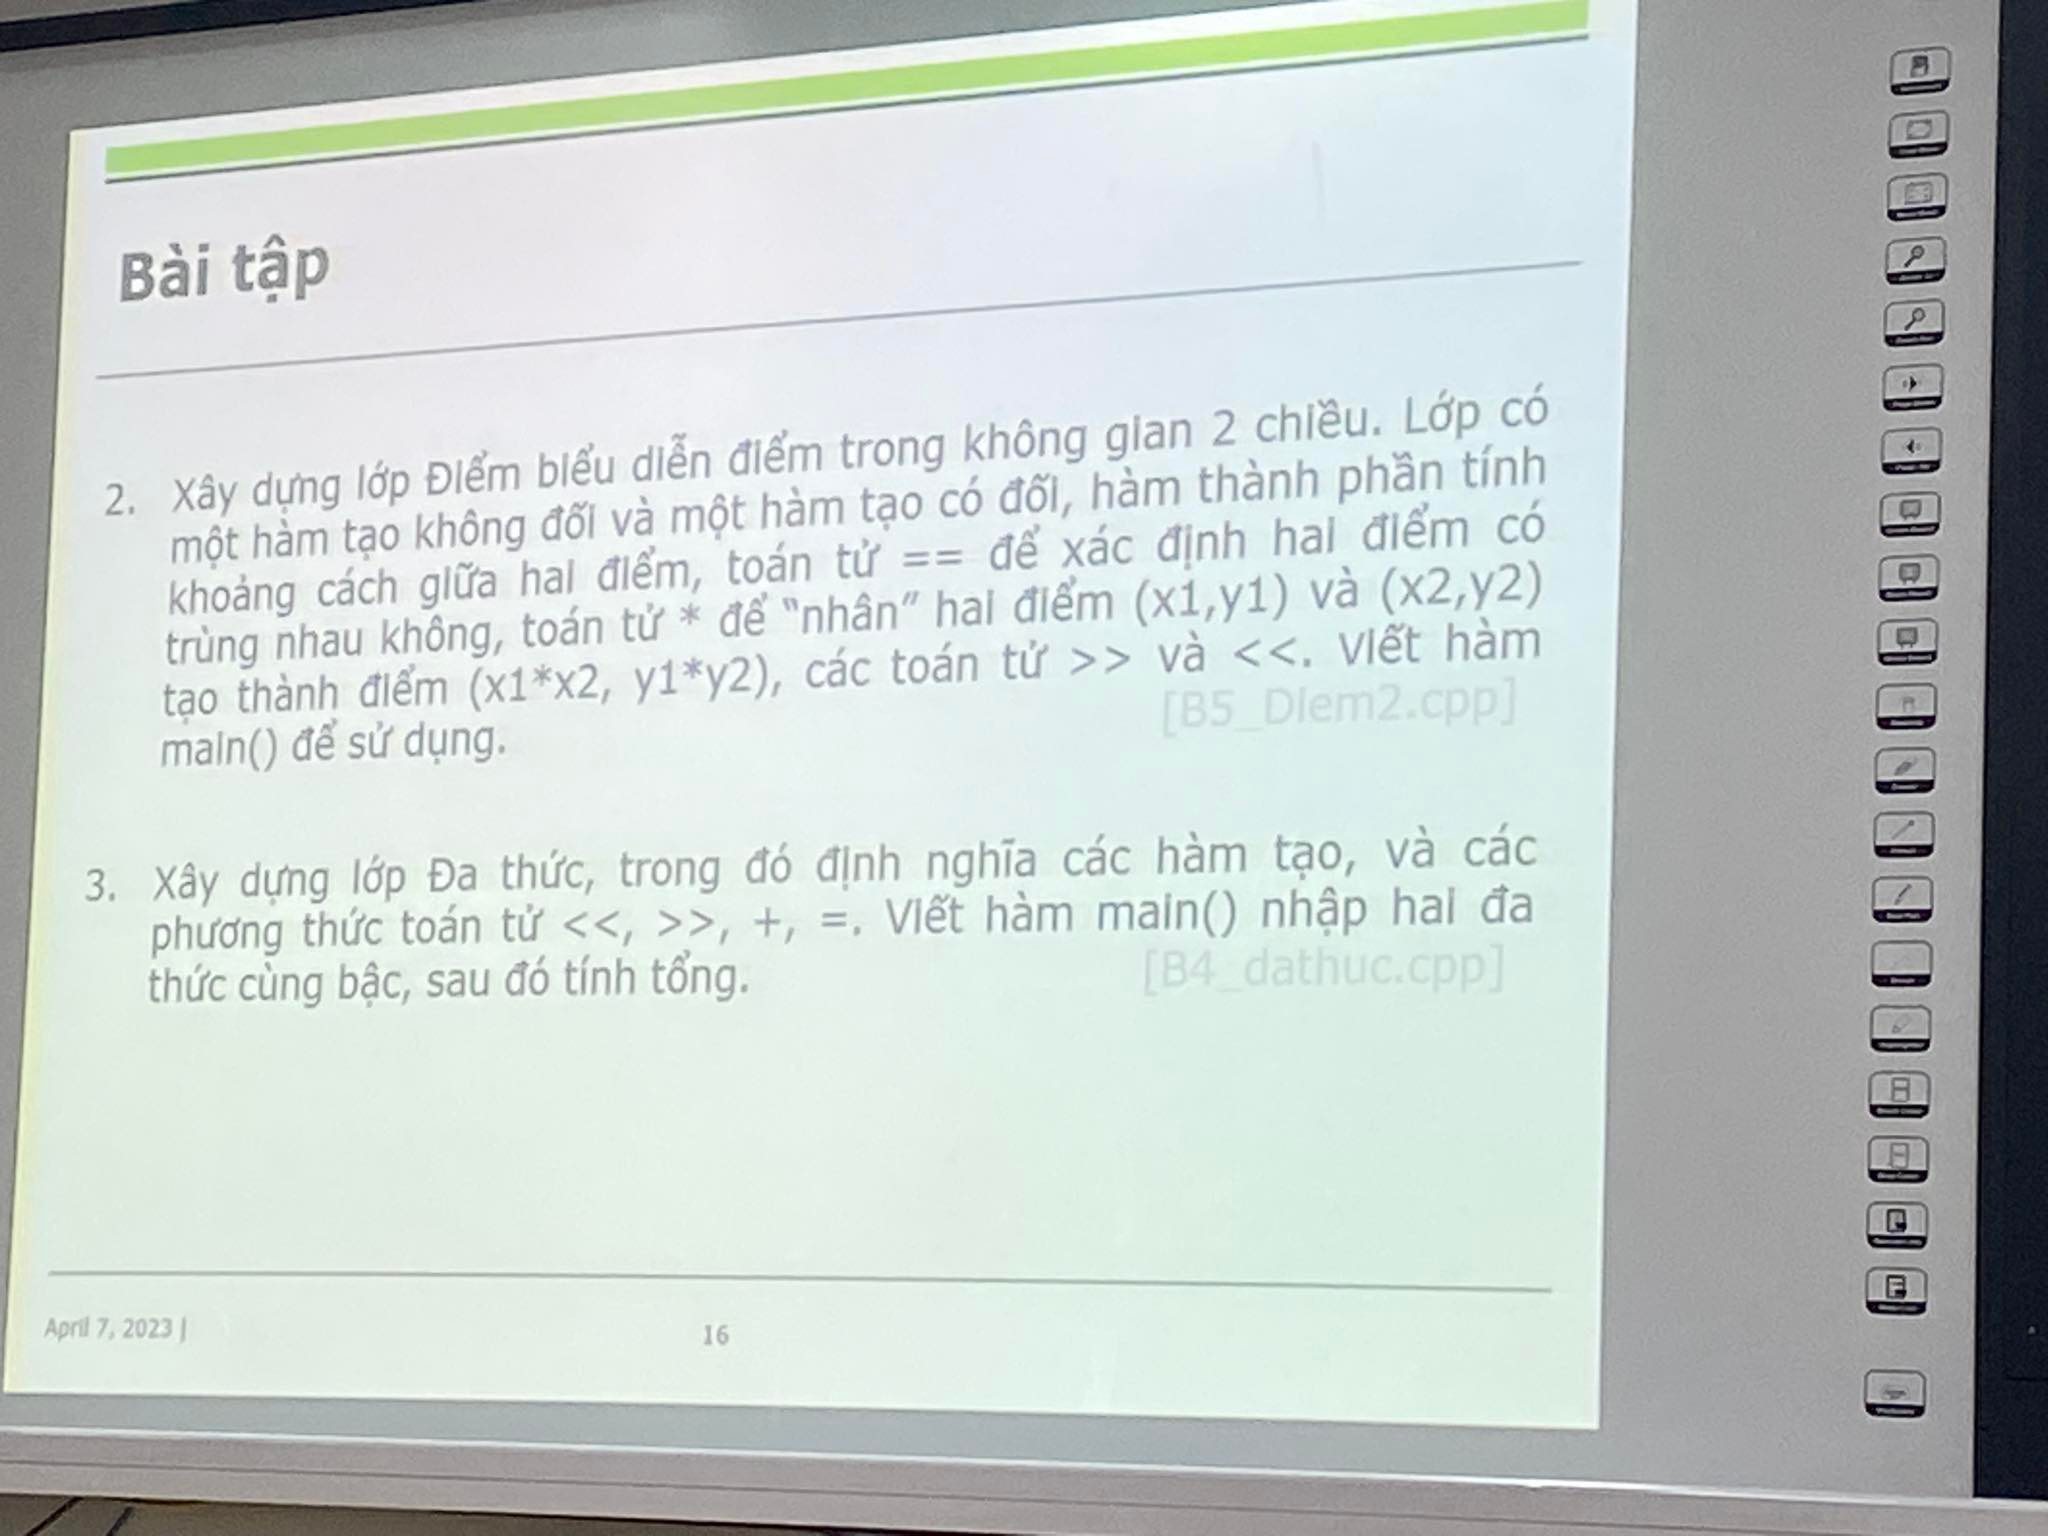 Bài tập
2. Xây dựng lớp Điểm biểu diễn điểm trong không gian 2 chiều. Lớp có
một hàm tạo không đối và một hàm tạo có đối, hàm thành phần tính
khoảng cách giữa hai điểm, toán tử == để xác định hai điểm có
trùng nhau không, toán tử * để "nhân" hai điểm (x1,y1) và (x2,y2)
tạo thành điểm (x1*x2, y1*y2), các toán tử >> và <<. Viết hàm
main() để sử dụng.
[B5_Diem2.cpp]
3. Xây dựng lớp Đa thức, trong đó định nghĩa các hàm tạo, và các
phương thức toán tử <<, >>, +, =. Viết hàm main() nhập hai đa
thức cùng bậc, sau đó tính tổng.
[B4_dathuc.cpp]
April 7, 2023 |
16